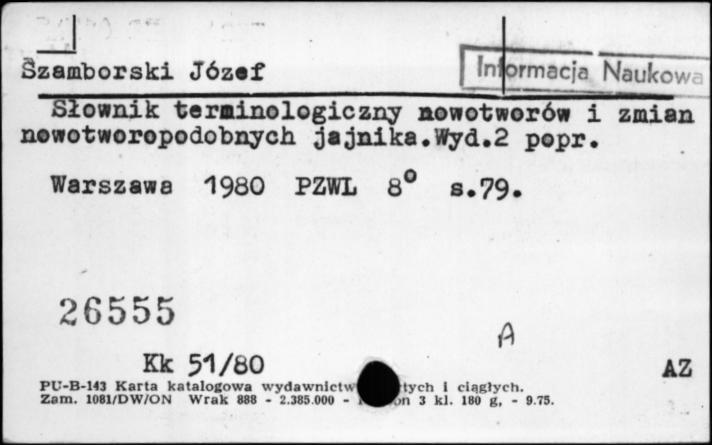 Szamborski Józef
Informacja Naukowa
Słownik terminologiczny nowotworów i zmian
nowotworopodobnych jajnika.Wyd.2 popr.
Warszawa 1980 PZWL 8° s.79.
26555
A
Kk 51/80
AZ
PU-B-143 Karta katalogowa wydawnictw i ciągłych.
Zam. 1081/DW/ON Wrak 888 - 2.385.000 - 3 kl. 180 g, - 9.75.